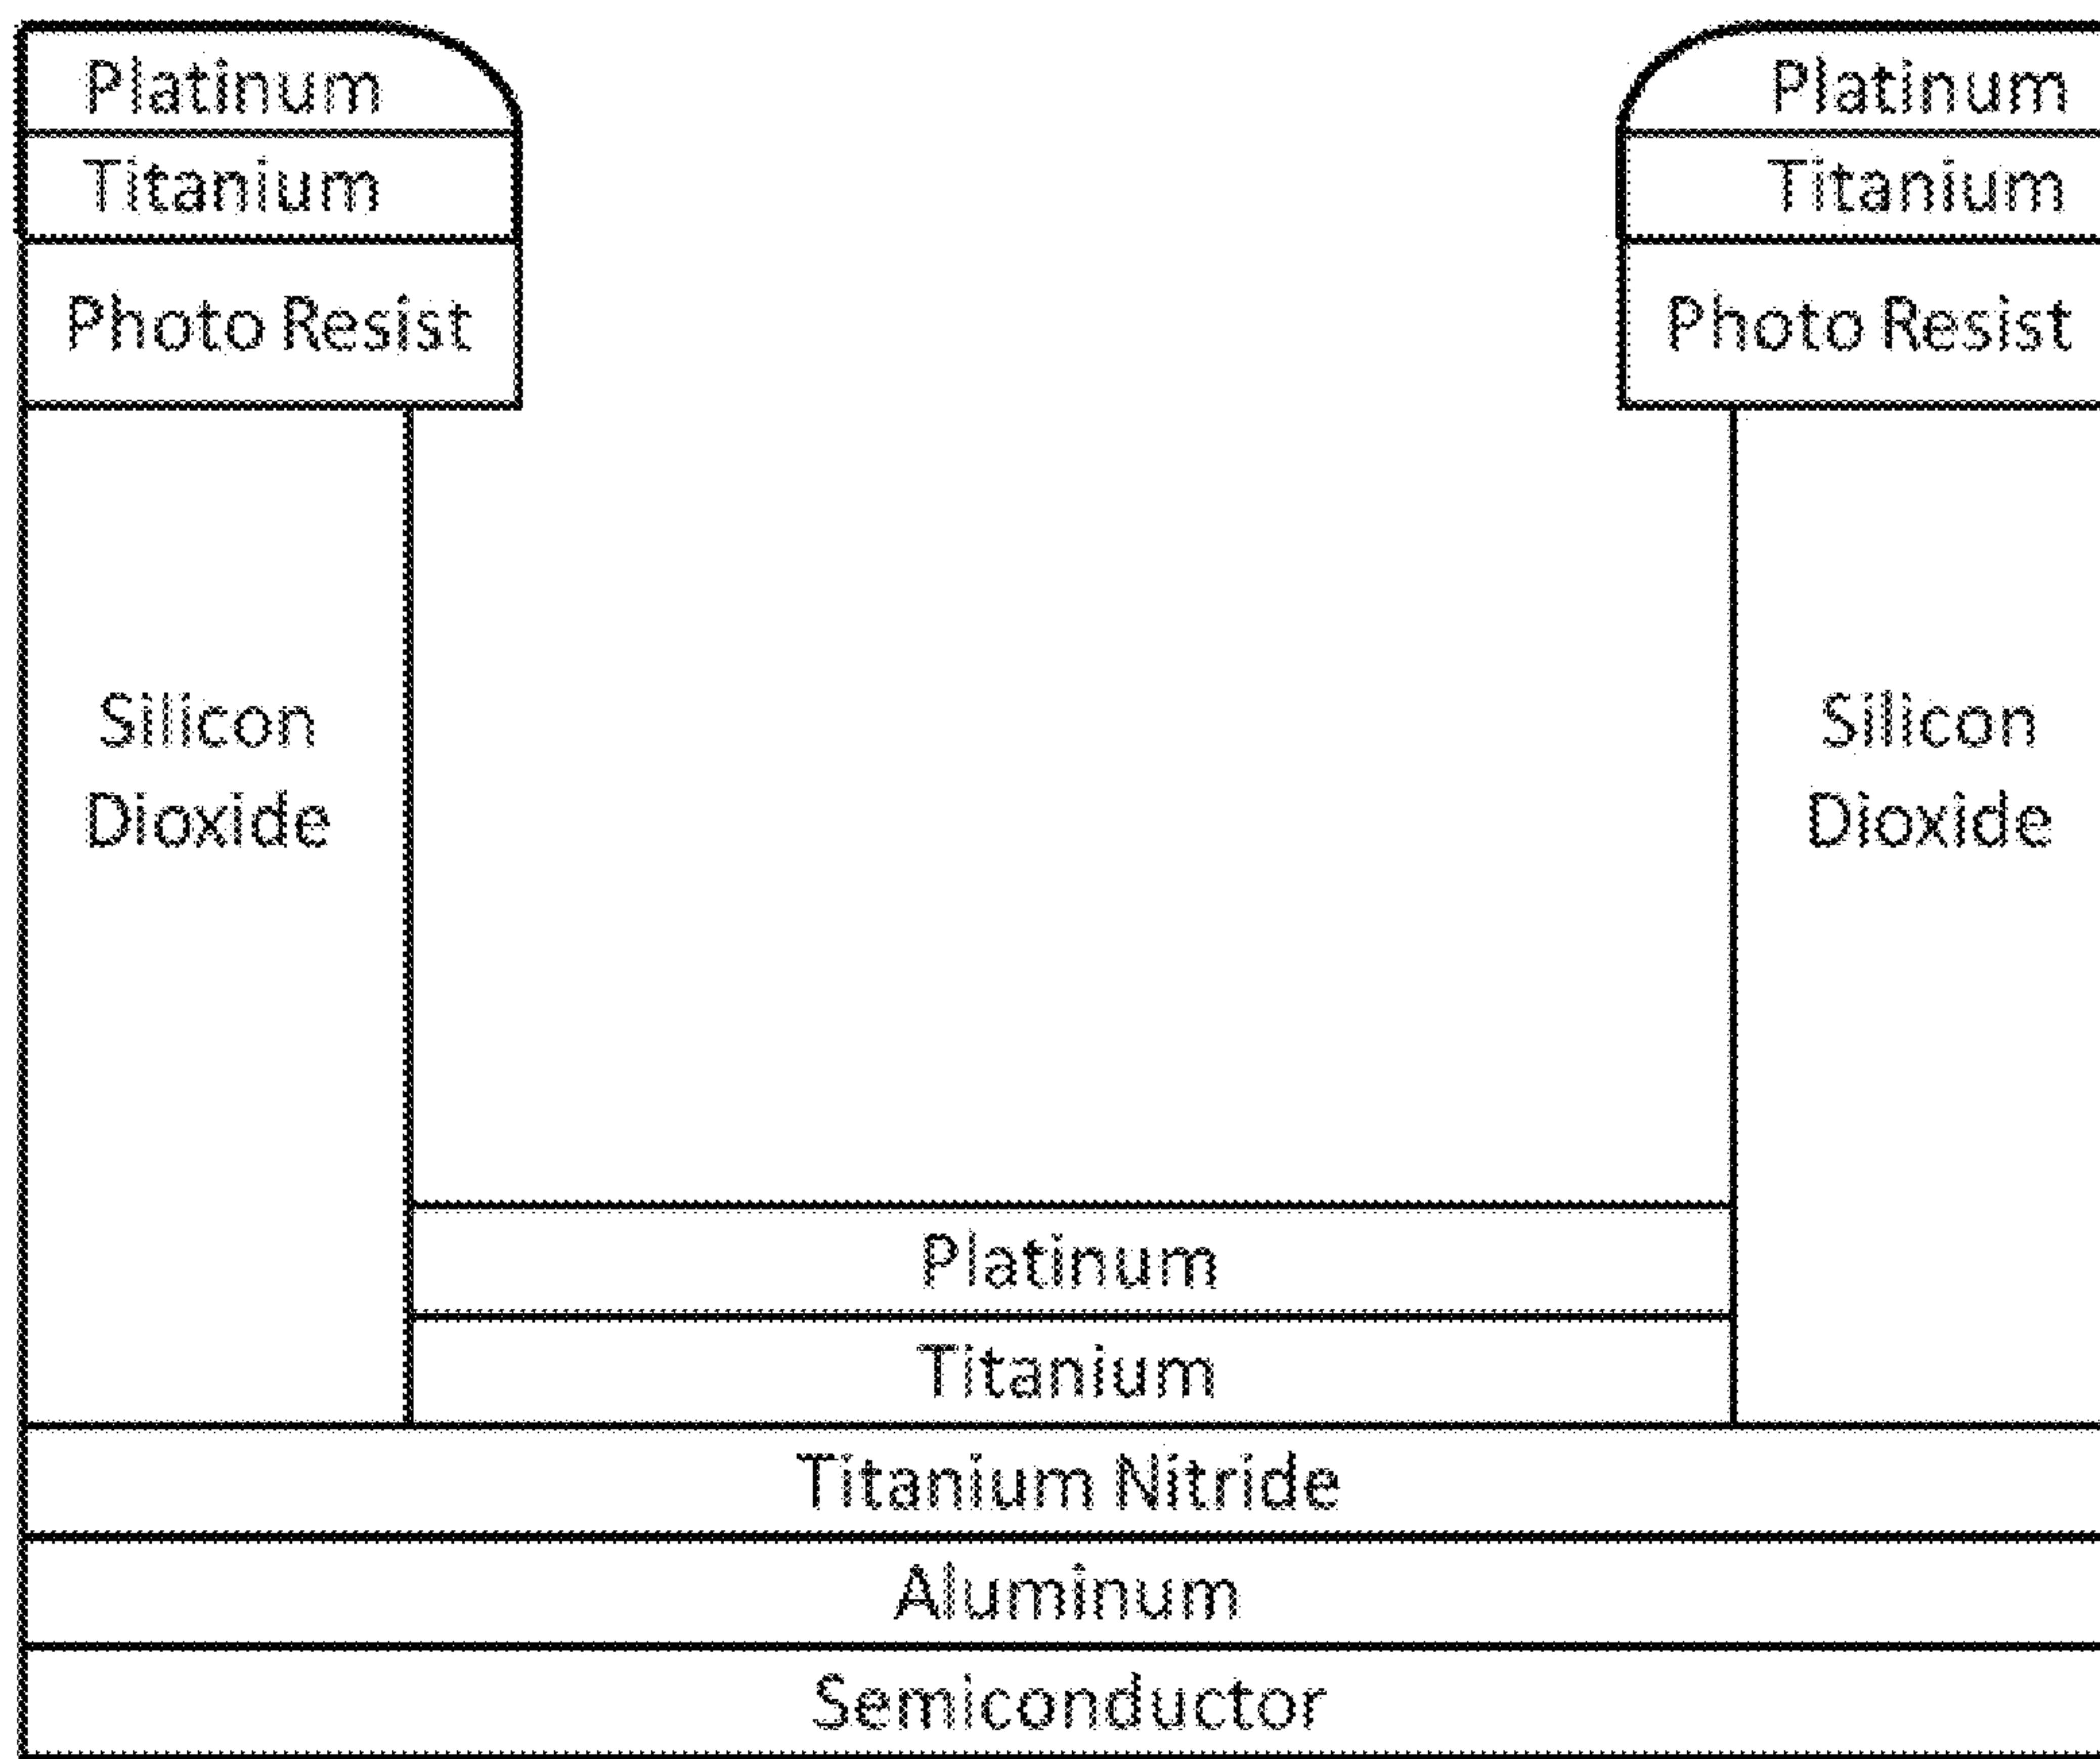 Platinum
Titanium
Photo Resist
Silicon
Dioxide
Platinum
Titanium
Photo Resist
Silicon
Dioxide
Platinum
Titanium
Titanium Nitride
Aluminum
Semiconductor